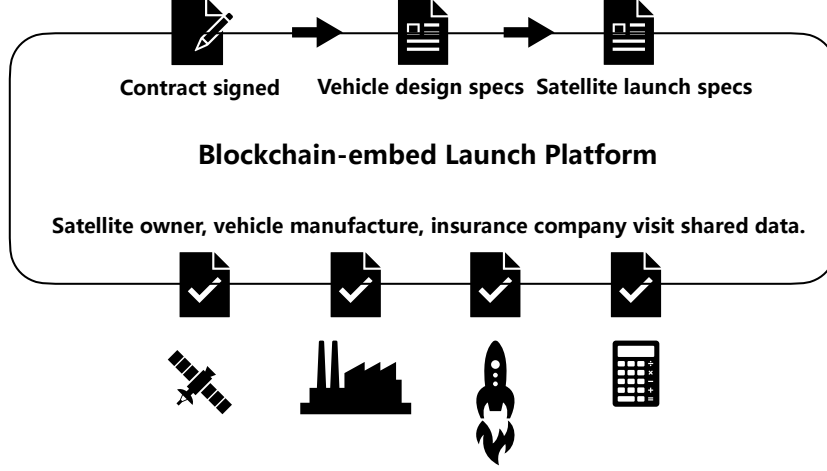 Contract signed
Vehicle design specs
Satellite launch specs
Blockchain-embed Launch Platform
Satellite owner, vehicle manufacture, insurance company visit shared data.